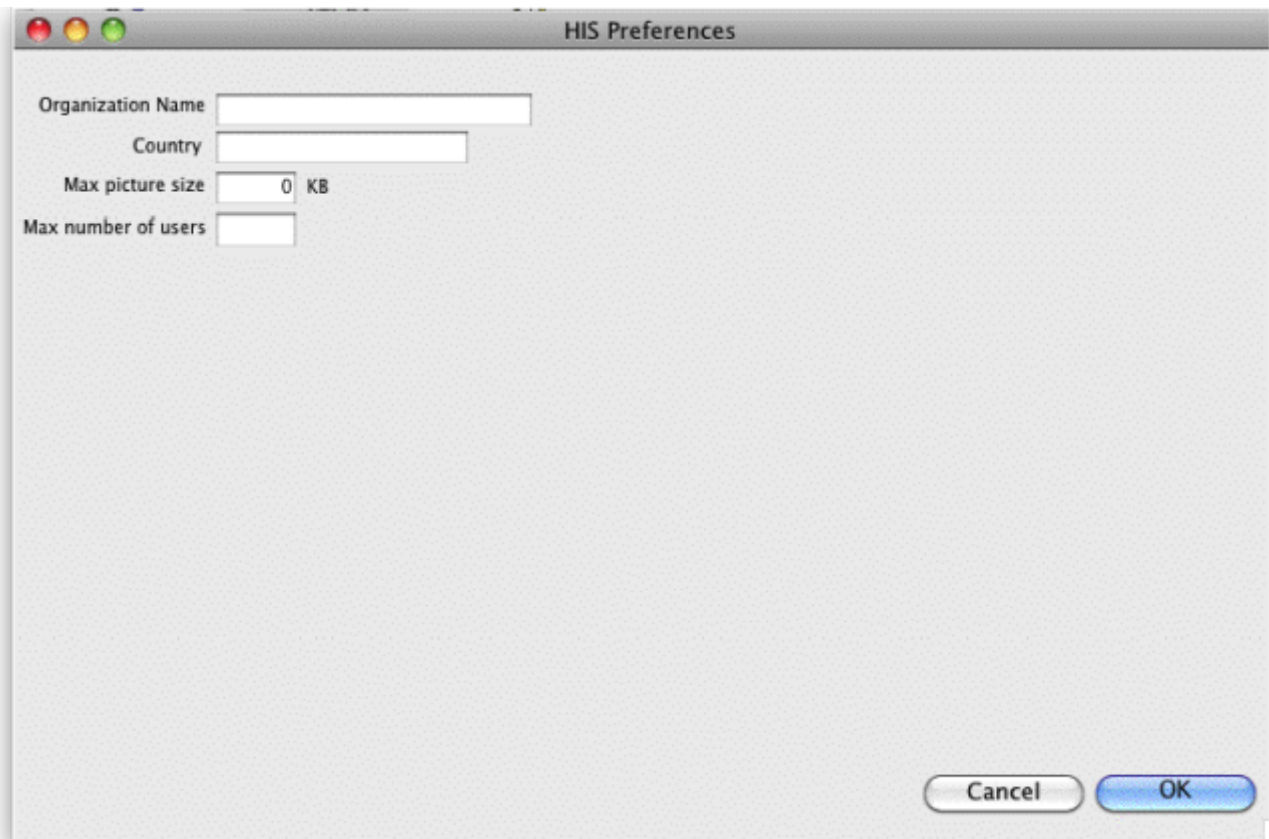 HIS Preferences
Organization Name
Country
Max picture size 0 KB
Max number of users
Cancel OK